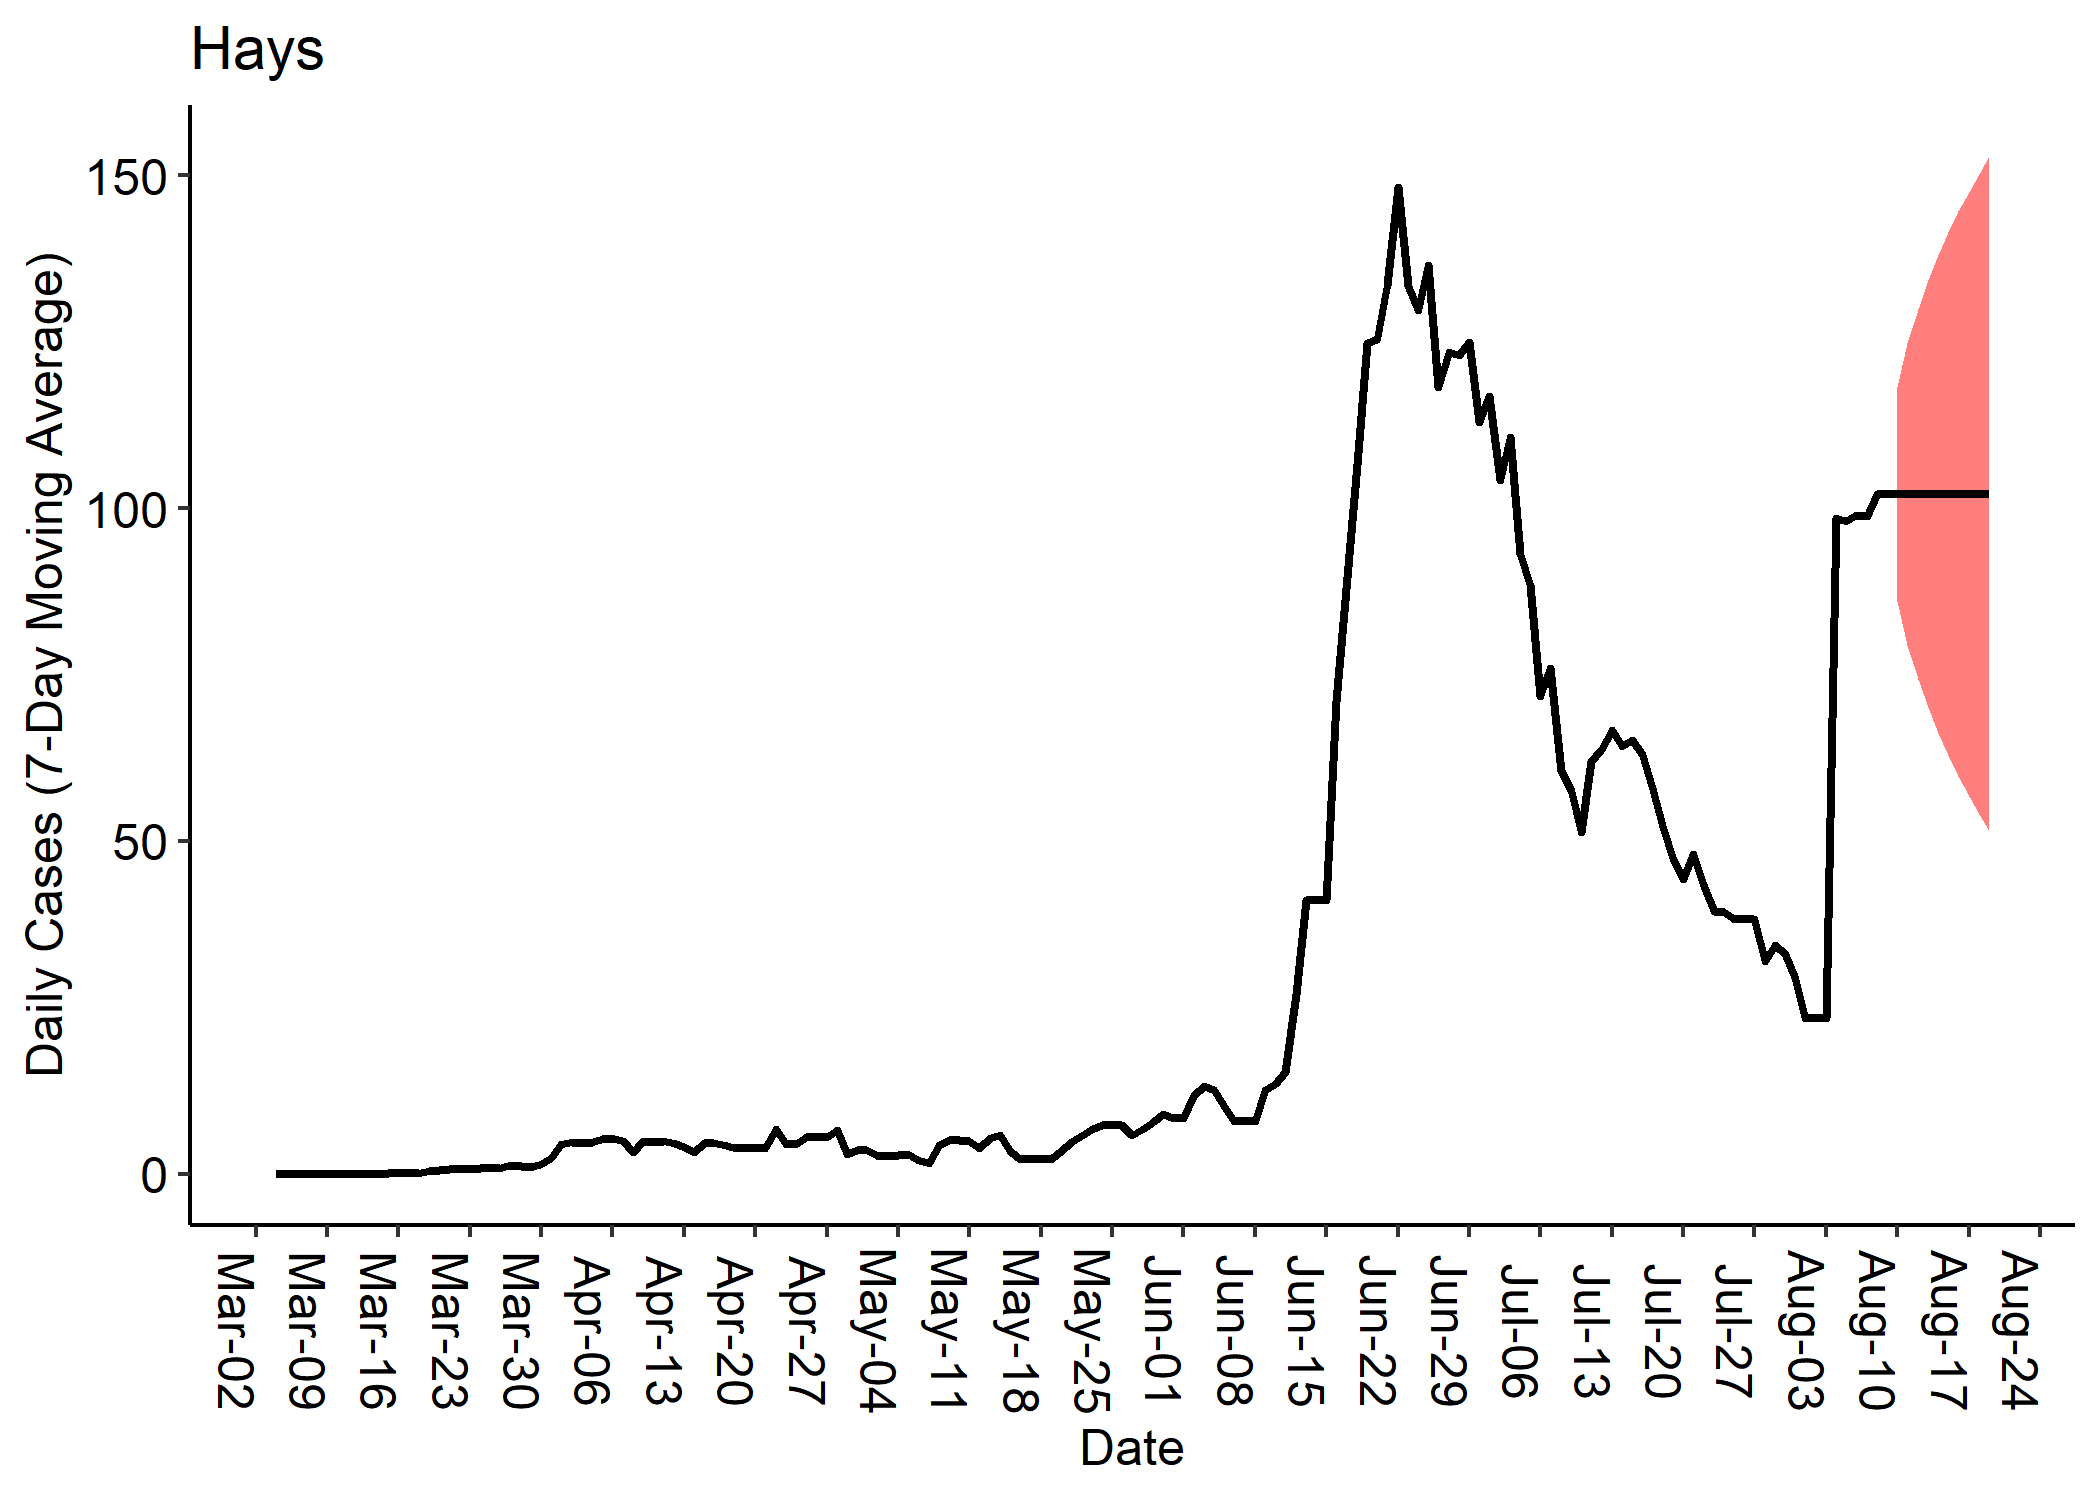 Hays
Daily Cases (7-Day Moving Average)
150
100
50
0
Mar-02
Mar-09
Mar-16
Mar-23
Mar-30
Apr-06
Apr-13
Apr-20
Apr-27
May-04
May-11
May-18
May-25
Jun-01
Jun-08
Jun-15
Jun-22
Jun-29
Jul-06
Jul-13
Jul-20
Jul-27
Aug-03
Aug-10
Aug-17
Aug-24
Date